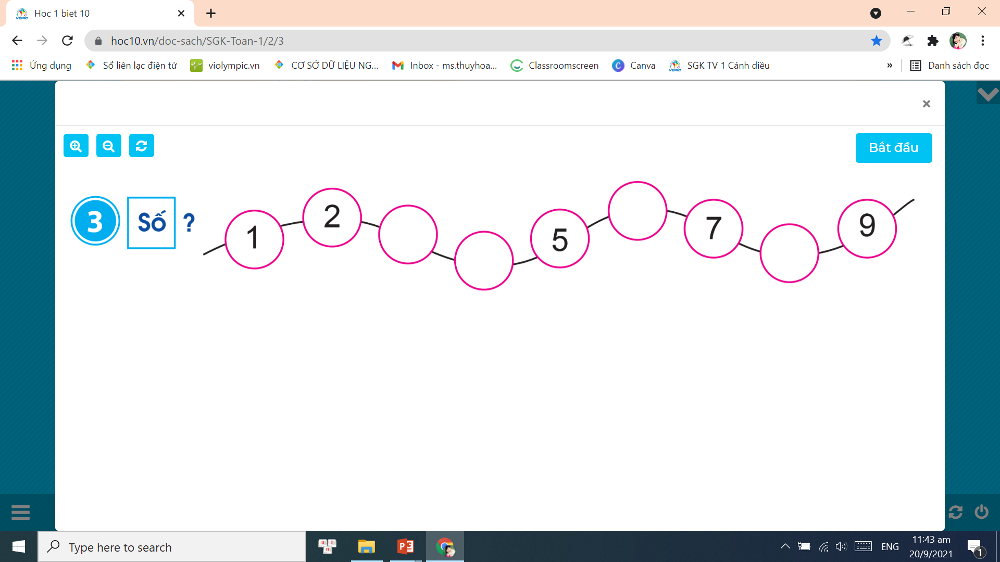 Hoc 1 biet 10
hoc10.vn/doc-sach/SGK-Toan-1/2/3
Ứng dụng
Sổ liên lạc điện tử
violympic.vn
CƠ SỞ DỮ LIỆU NG...
Inbox - ms.thuyhoa...
Classroomscreen
Canva
SGK TV 1 Cánh diều
»
Danh sách đọc
×
Bắt đầu
3 Số ?
1 2 5 7 9
Type here to search
ENG
11:43 am
20/9/2021
1